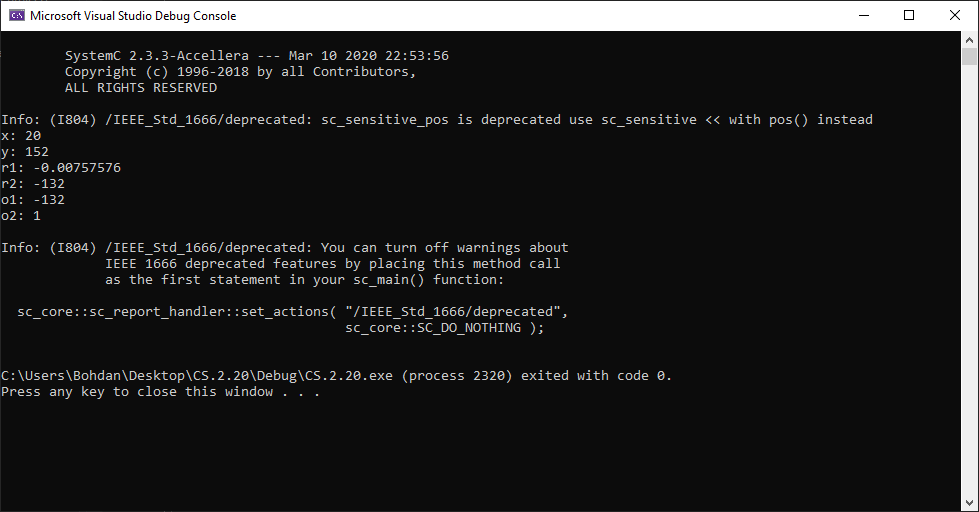 Microsoft Visual Studio Debug Console
SystemC 2.3.3-Accellera --- Mar 10 2020 22:53:56
Copyright (c) 1996-2018 by all Contributors,
ALL RIGHTS RESERVED
Info: (I804) /IEEE_Std_1666/deprecated: sc_sensitive_pos is deprecated use sc_sensitive << with pos() instead
x: 20
y: 152
r1: -0.00757576
r2: -132
o1: -132
o2: 1
Info: (I804) /IEEE_Std_1666/deprecated: You can turn off warnings about
IEEE 1666 deprecated features by placing this method call
as the first statement in your sc_main() function:
sc_core::sc_report_handler::set_actions( "/IEEE_Std_1666/deprecated",
sc_core::SC_DO_NOTHING );
C:\Users\Bohdan\Desktop\CS.2.20\Debug\CS.2.20.exe (process 2320) exited with code 0.
Press any key to close this window . . .